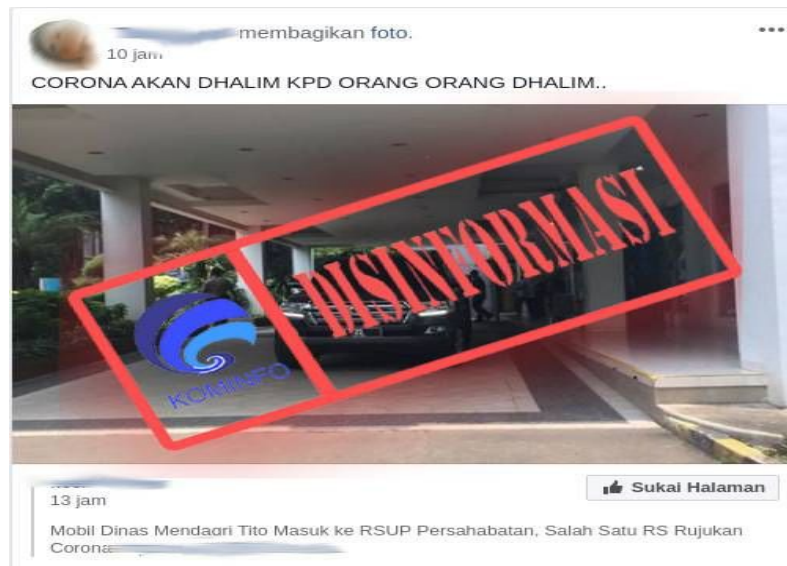 membagikan foto.
10 jam
CORONA AKAN DHALIM KPD ORANG ORANG DHALIM..
DISINFORMASI
KOMINFO
13 jam
Sukai Halaman
Mobil Dinas Mendagri Tito Masuk ke RSUP Persahabatan, Salah Satu RS Rujukan
Corona